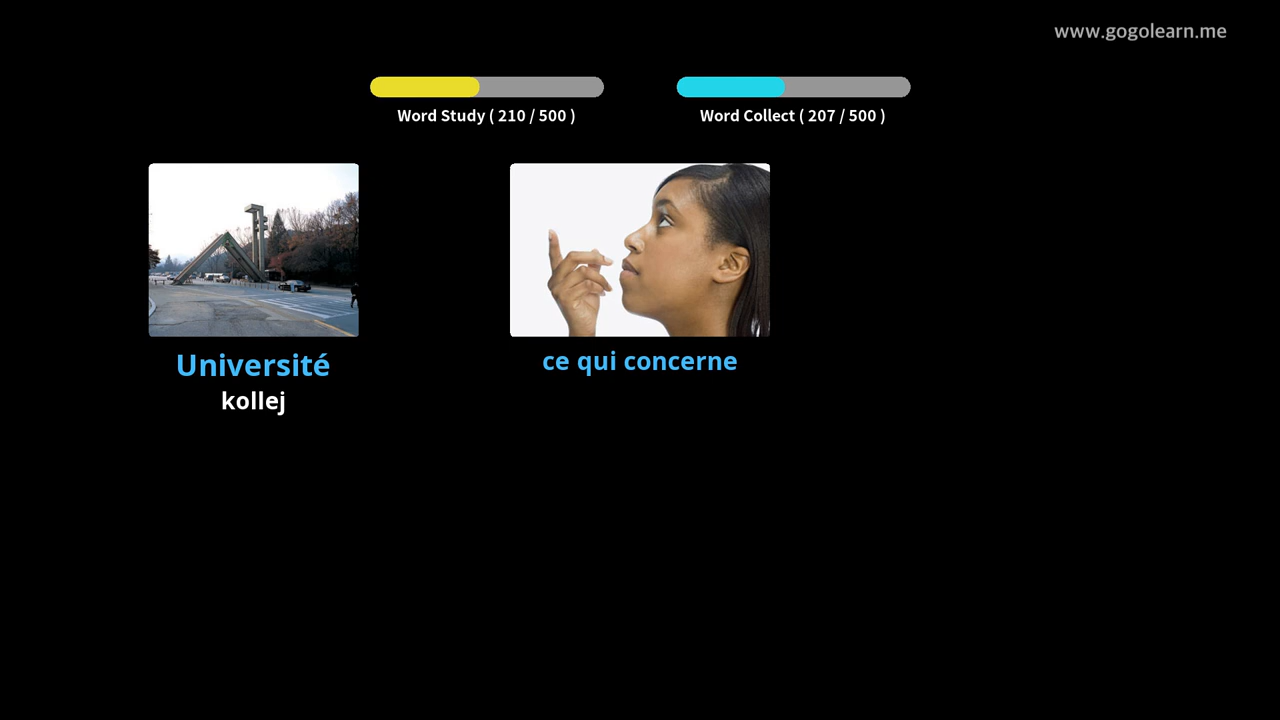 www.gogolearn.me
Word Study ( 210 / 500 )
Word Collect ( 207 / 500 )
Université
kollej
ce qui concerne